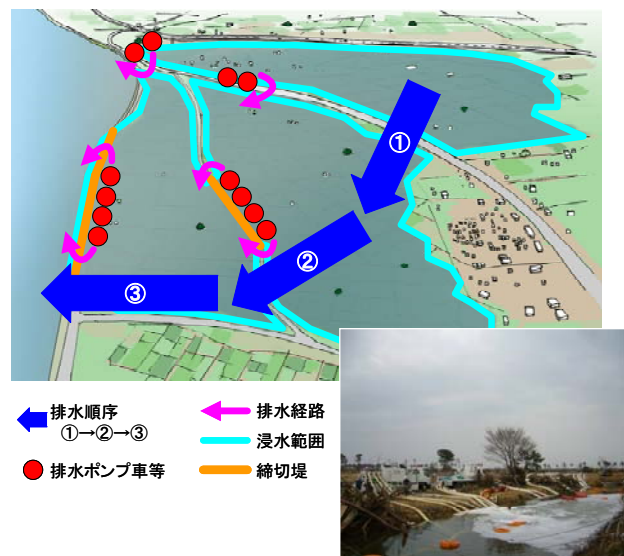 ①
②
③
排水順序
①→②→③
排水経路
浸水範囲
排水ポンプ車等
締切堤